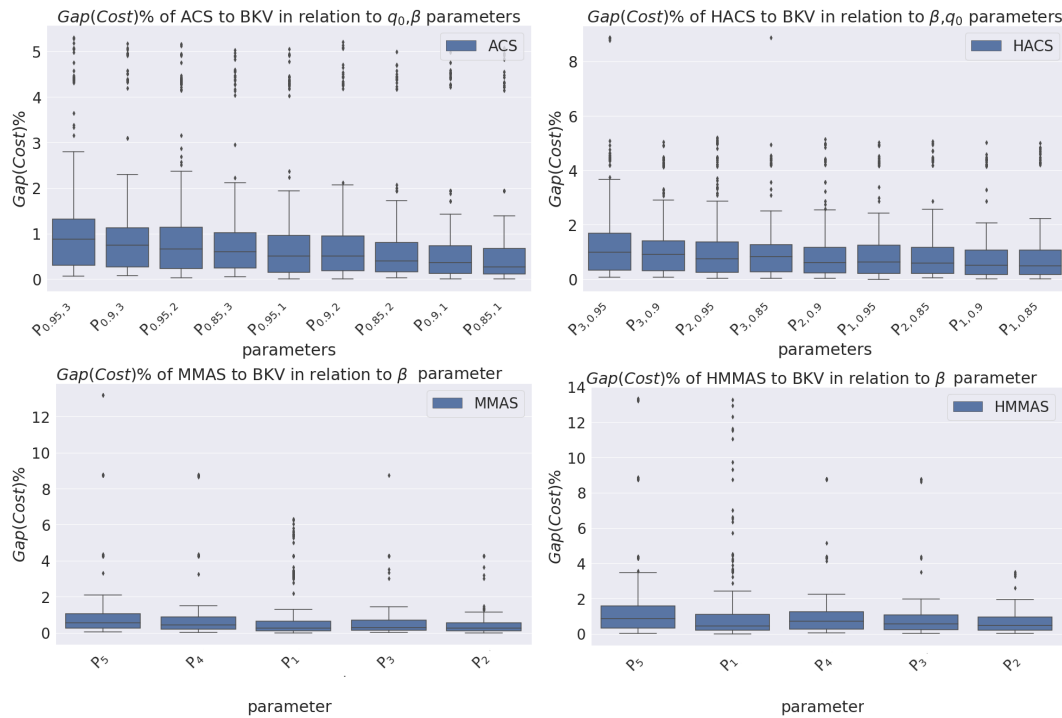 Gap(Cost)% of ACS to BKV in relation to q₀,β parameters
ACS
Gap(Cost)%
5
4
3
2
1
0
P₀.₉₅,₃
P₀.₉,₃
P₀.₉₅,₂
P₀.₈₅,₃
P₀.₉₅,₁
P₀.₉,₂
P₀.₈₅,₂
P₀.₉,₁
P₀.₈₅,₁
parameters
Gap(Cost)% of HACS to BKV in relation to β,q₀ parameters
HACS
Gap(Cost)%
8
6
4
2
0
P₃,₀.₉₅
P₃,₀.₉
P₂,₀.₉₅
P₃,₀.₈₅
P₂,₀.₉
P₁,₀.₉₅
P₂,₀.₈₅
P₁,₀.₉
P₁,₀.₈₅
parameters
Gap(Cost)% of MMAS to BKV in relation to β parameter
MMAS
Gap(Cost)%
12
10
8
6
4
2
0
P₅
P₄
P₁
P₃
P₂
parameter
Gap(Cost)% of HMMAS to BKV in relation to β parameter
HMMAS
Gap(Cost)%
14
12
10
8
6
4
2
0
P₅
P₁
P₄
P₃
P₂
parameter